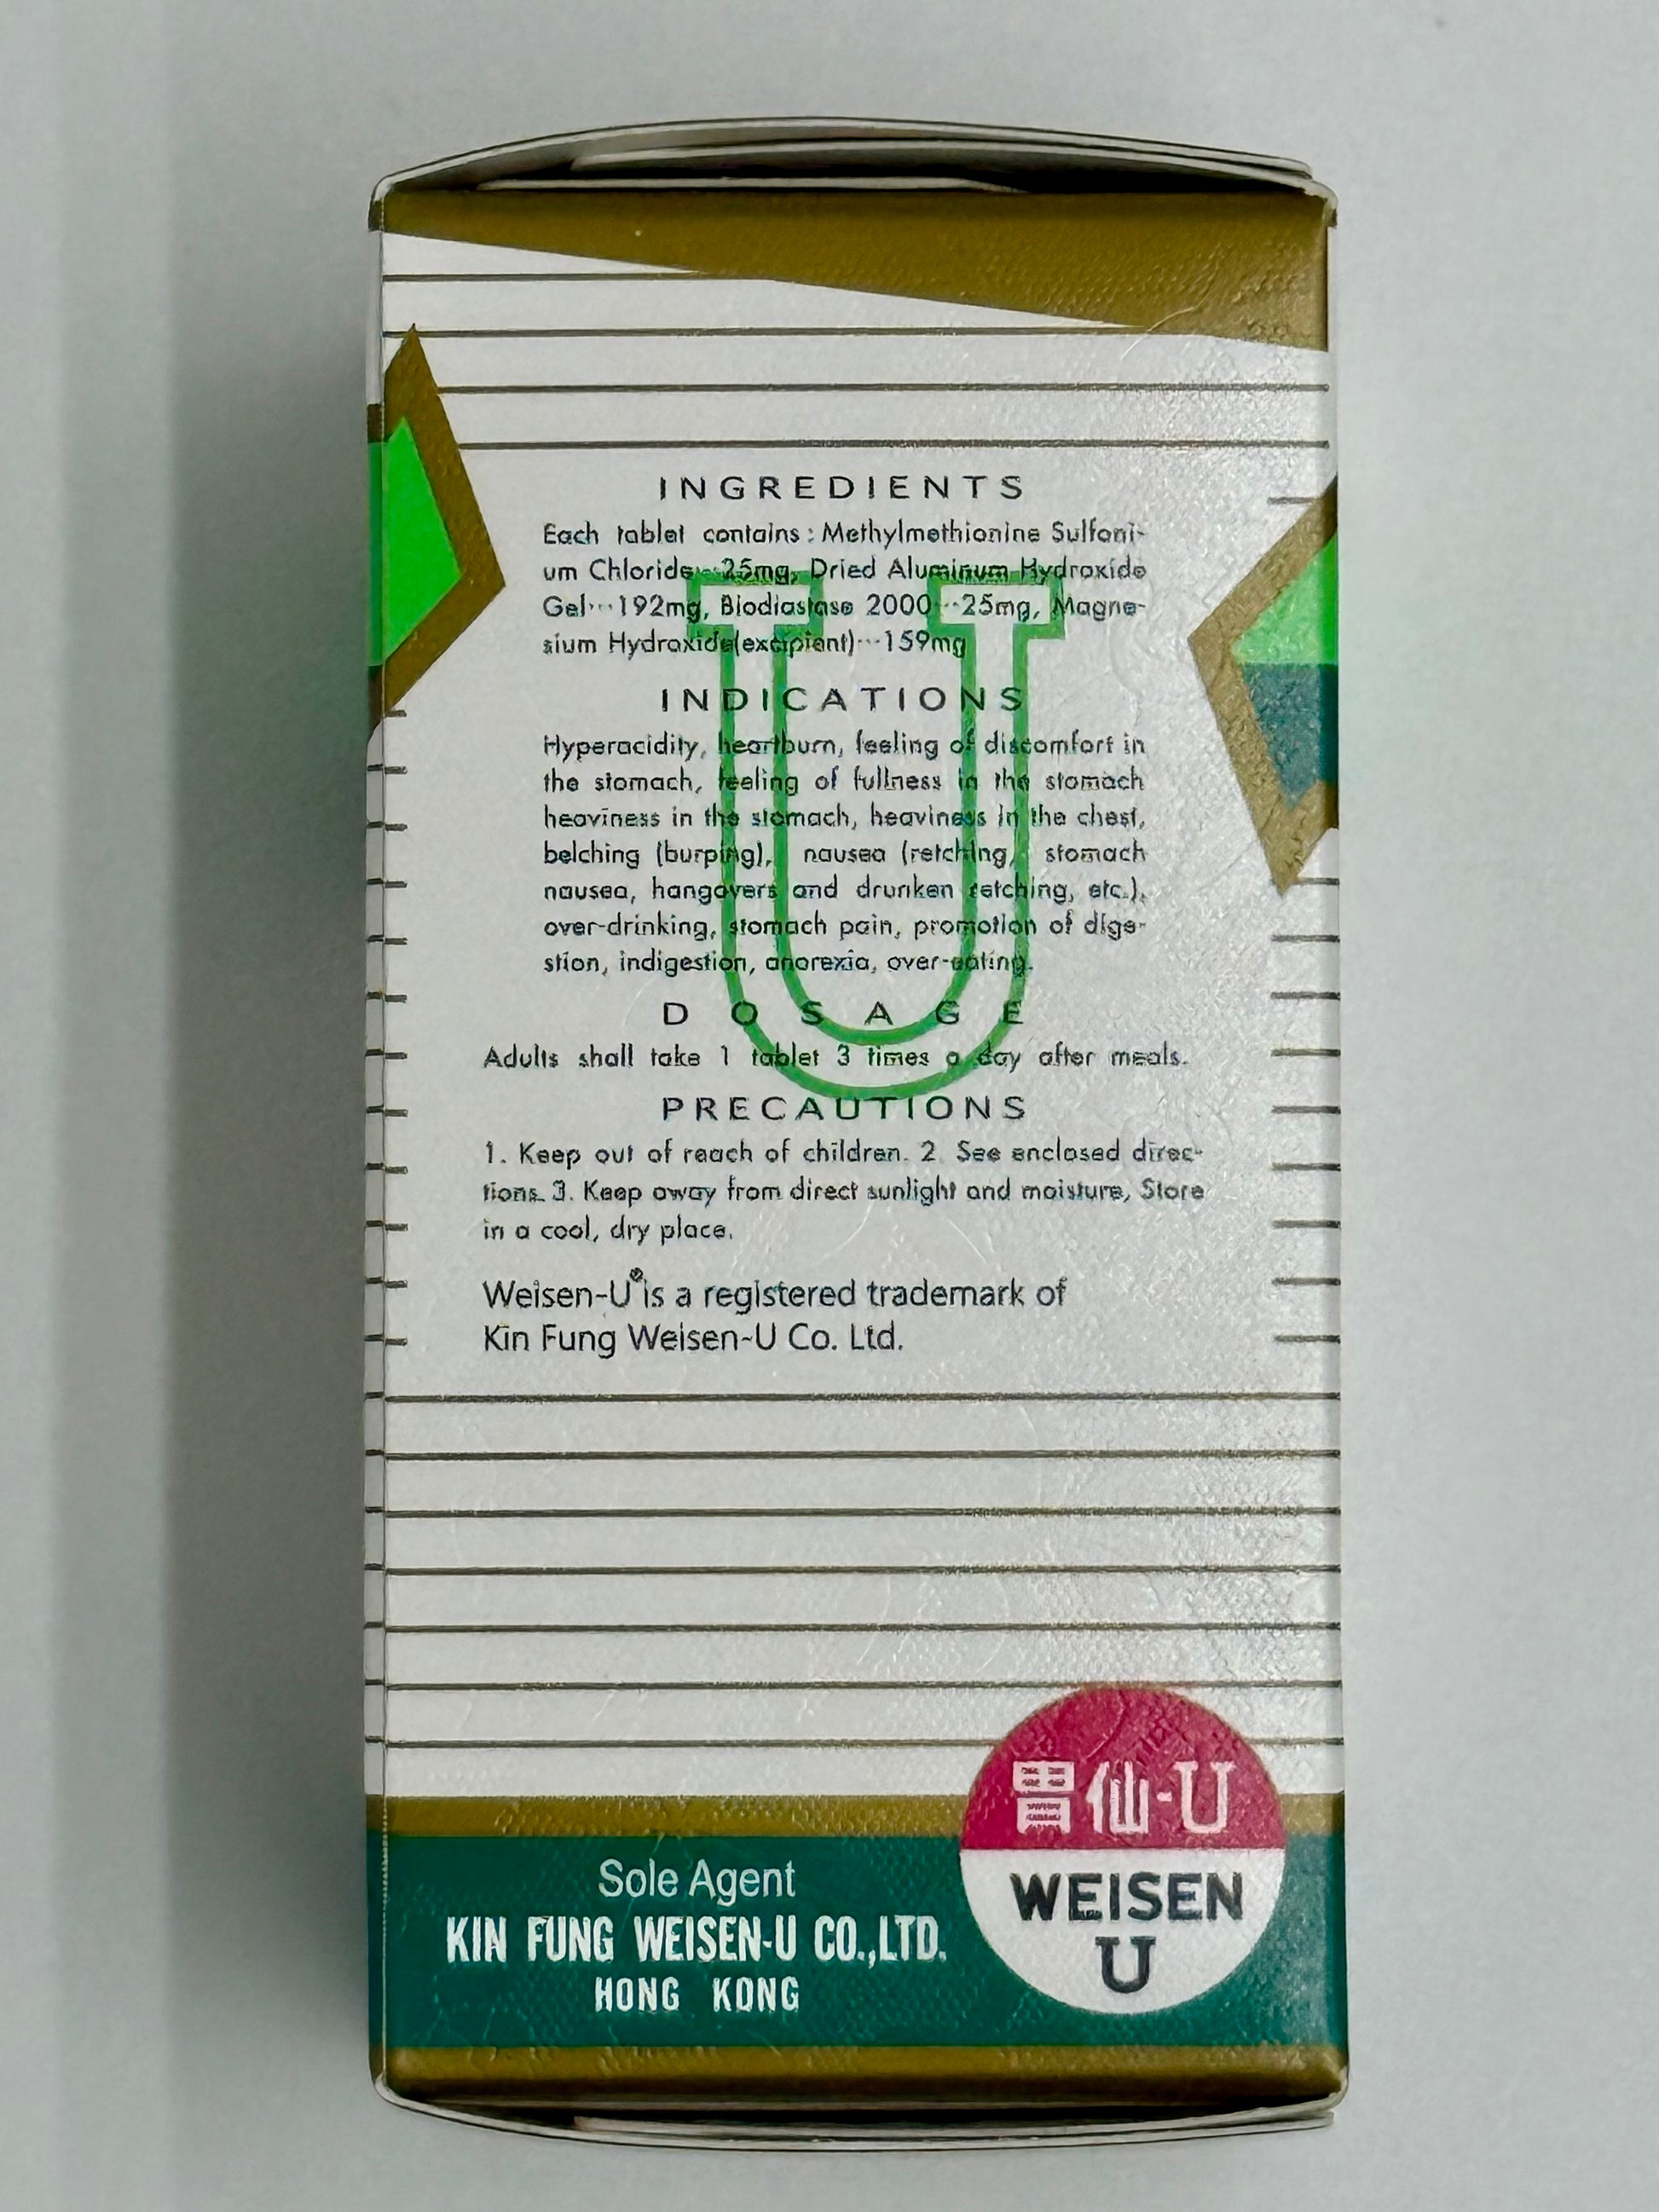 INGREDIENTS
Each tablet contains : Methylmethionine Sulfoni-
um Chloride···25mg, Dried Aluminum Hydroxide
Gel···192mg, Biodiastase 2000···25mg, Magne-
sium Hydroxide(excipient)···159mg
INDICATIONS
Hyperacidity, heartburn, feeling of discomfort in
the stomach, feeling of fullness in the stomach
heaviness in the stomach, heaviness in the chest,
belching (burping), nausea (retching, stomach
nausea, hangovers and drunken retching, etc.),
over-drinking, stomach pain, promotion of dige-
stion, indigestion, anorexia, over-eating.
DOSAGE
Adults shall take 1 tablet 3 times a day after meals.
PRECAUTIONS
1. Keep out of reach of children. 2. See enclosed direc-
tions. 3. Keep away from direct sunlight and moisture, Store
in a cool, dry place.
Weisen-U® is a registered trademark of
Kin Fung Weisen-U Co. Ltd.
U
胃仙-U
WEISEN
U
Sole Agent
KIN FUNG WEISEN-U CO.,LTD.
HONG KONG